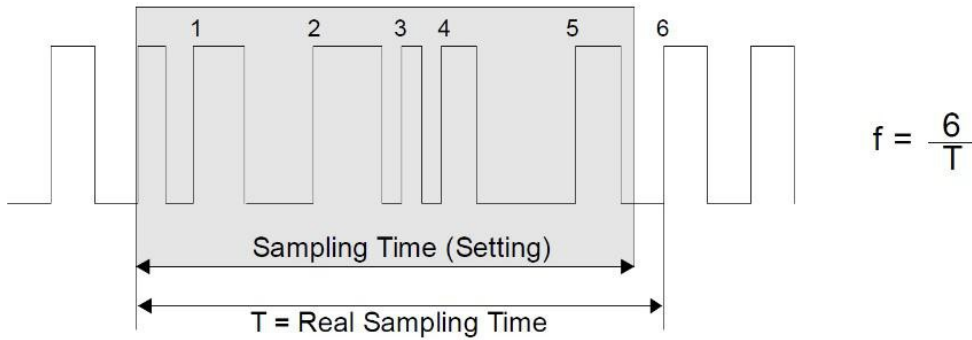 1 2 3 4 5 6
f = 6
T
Sampling Time (Setting)
T = Real Sampling Time